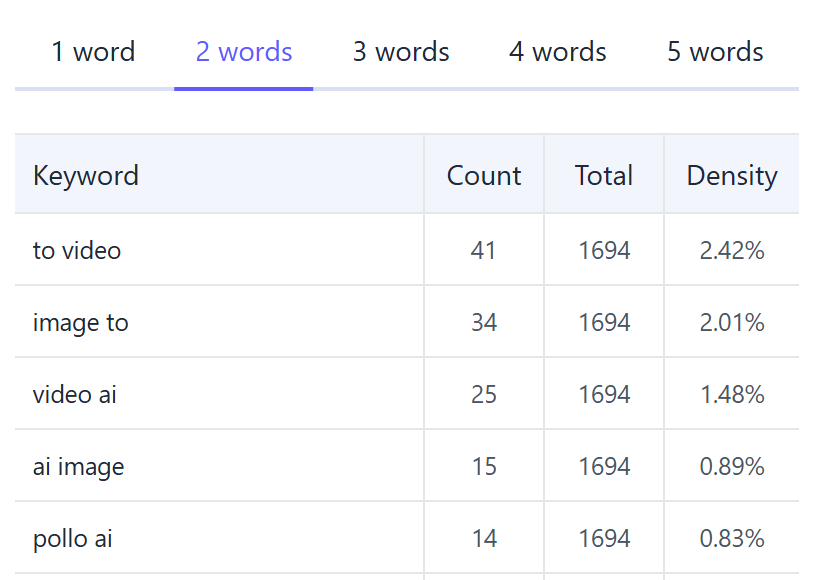 1 word 2 words 3 words 4 words 5 words
Keyword Count Total Density
to video 41 1694 2.42%
image to 34 1694 2.01%
video ai 25 1694 1.48%
ai image 15 1694 0.89%
pollo ai 14 1694 0.83%